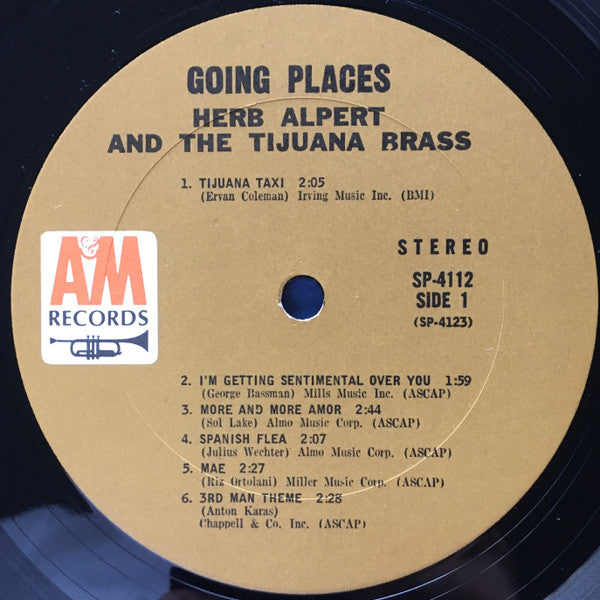 GOING PLACES
HERB ALPERT
AND THE TIJUANA BRASS
1. TIJUANA TAXI 2:05
(Ervan Coleman) Irving Music Inc. (BMI)
A&M
RECORDS
STEREO
SP-4112
SIDE 1
(SP-4123)
2. I'M GETTING SENTIMENTAL OVER YOU 1:59
(George Bassman) Mills Music Inc. (ASCAP)
3. MORE AND MORE AMOR 2:44
(Sol Lake) Almo Music Corp. (ASCAP)
4. SPANISH FLEA 2:07
(Julius Wechter) Almo Music Corp. (ASCAP)
5. MAE 2:27
(Riz Ortolani) Miller Music Corp. (ASCAP)
6. 3RD MAN THEME 2:28
(Anton Karas)
Chappell & Co. Inc. (ASCAP)